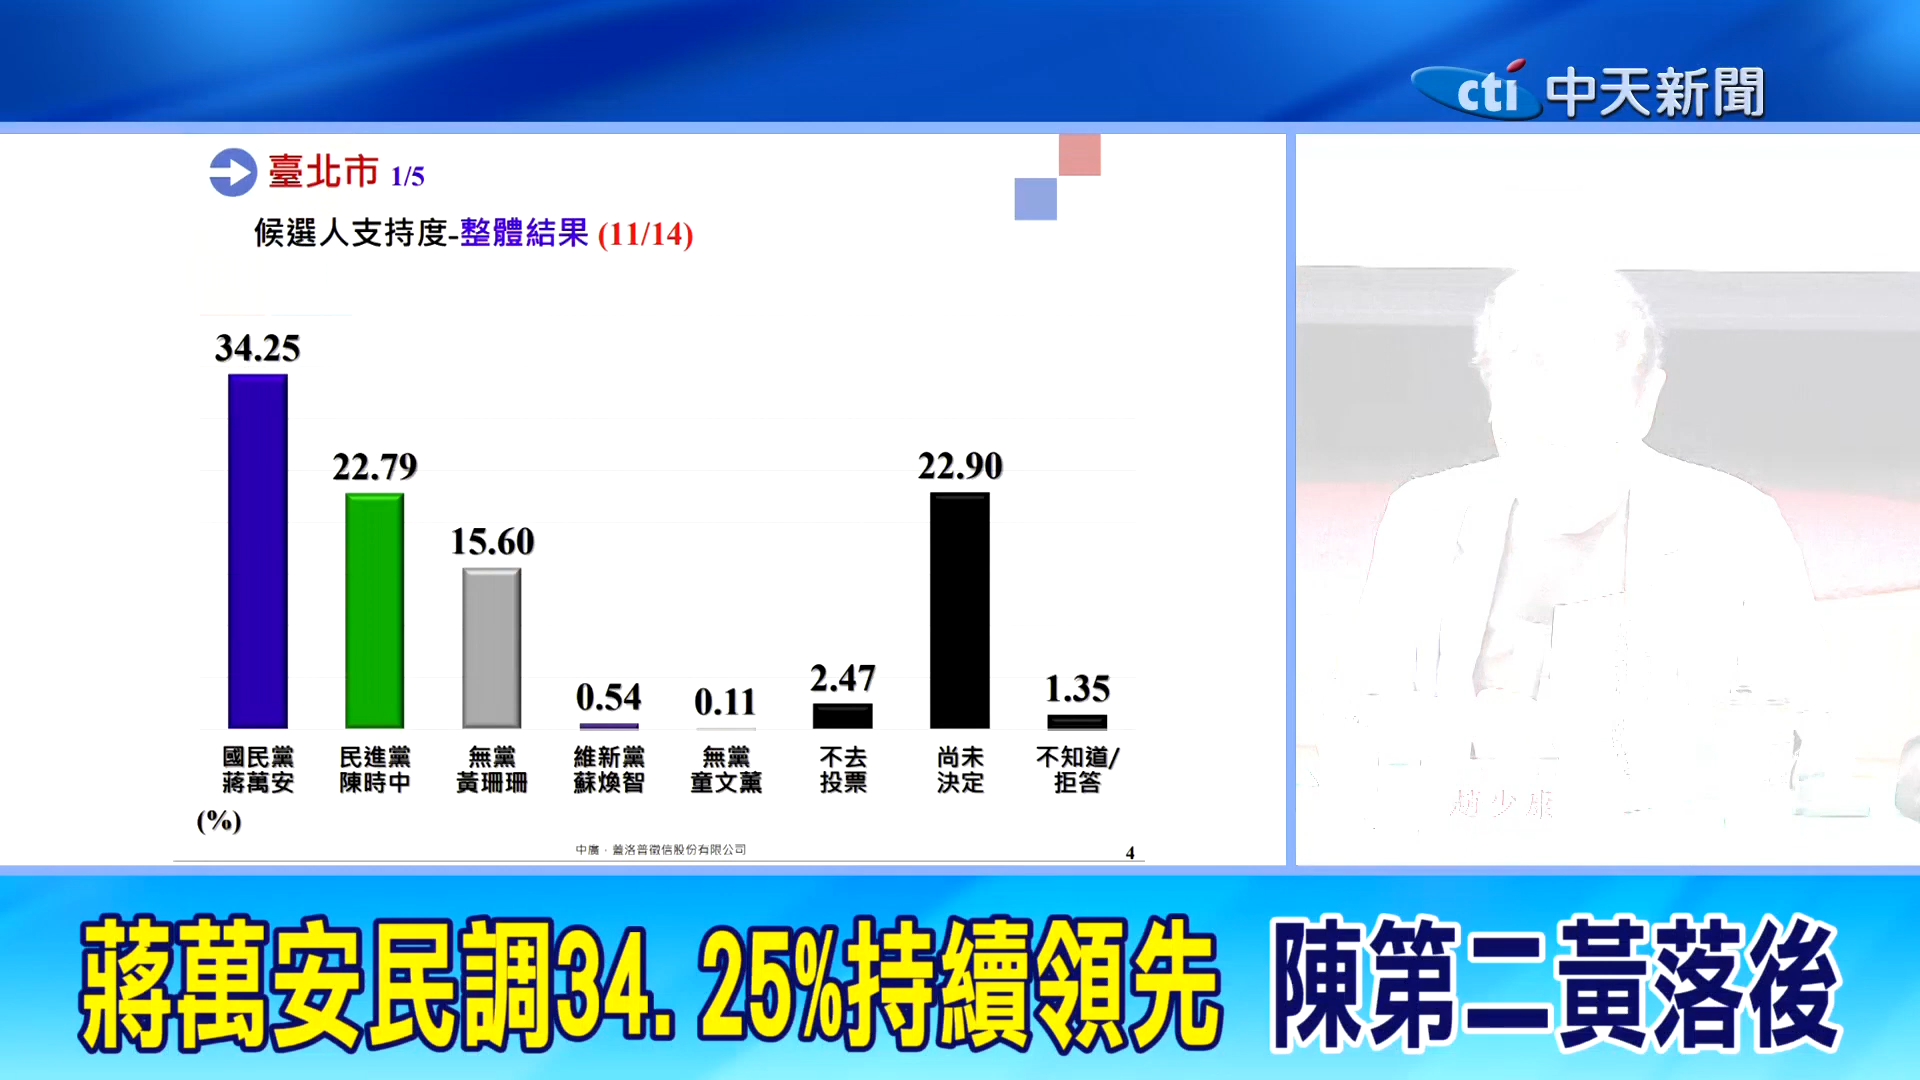 cti 中天新聞
臺北市 1/5
候選人支持度-整體結果 (11/14)
34.25
22.79
15.60
0.54
0.11
2.47
22.90
1.35
國民黨
蔣萬安
民進黨
陳時中
無黨
黃珊珊
維新黨
蘇煥智
無黨
童文薰
不去
投票
尚未
決定
不知道/
拒答
(%)
中廣．蓋洛普徵信股份有限公司
4
趙少康
蔣萬安民調34.25%持續領先 陳第二黃落後